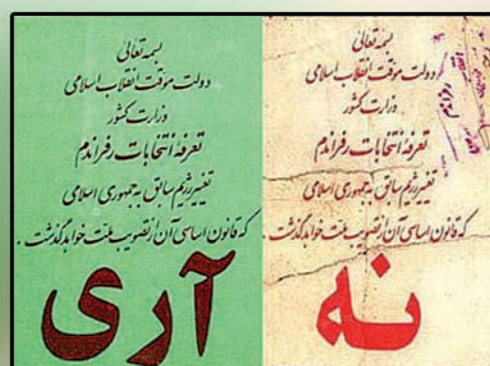 بسمه تعالی
دولت موقت انقلاب اسلامی
وزارت کشور
تعرفهٔ انتخابات رفراندم
تغییر رژیم سابق به جمهوری اسلامی
که قانون اساسی آن از تصویب ملت خواهد گذشت .
نه
بسمه تعالی
دولت موقت انقلاب اسلامی
وزارت کشور
تعرفهٔ انتخابات رفراندم
تغییر رژیم سابق به جمهوری اسلامی
که قانون اساسی آن از تصویب ملت خواهد گذشت .
آری